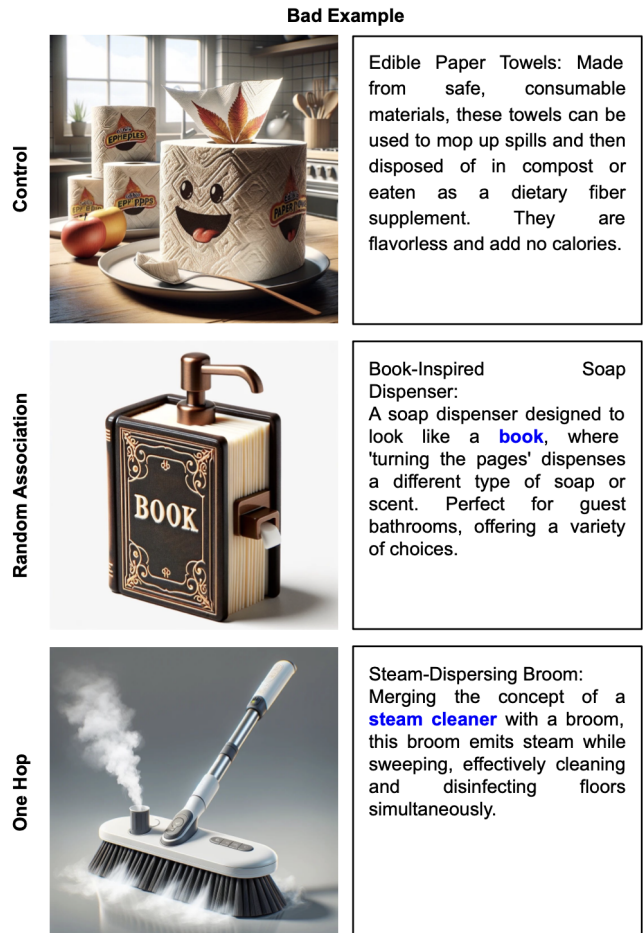 Bad Example
Control
EPHEPLES
Edible Paper Towels: Made
from safe, consumable
materials, these towels can be
used to mop up spills and then
disposed of in compost or
eaten as a dietary fiber
supplement. They are
flavorless and add no calories.
Random Association
BOOK
Book-Inspired Soap
Dispenser:
A soap dispenser designed to
look like a book, where
'turning the pages' dispenses
a different type of soap or
scent. Perfect for guest
bathrooms, offering a variety
of choices.
One Hop
Steam-Dispersing Broom:
Merging the concept of a
steam cleaner with a broom,
this broom emits steam while
sweeping, effectively cleaning
and disinfecting floors
simultaneously.